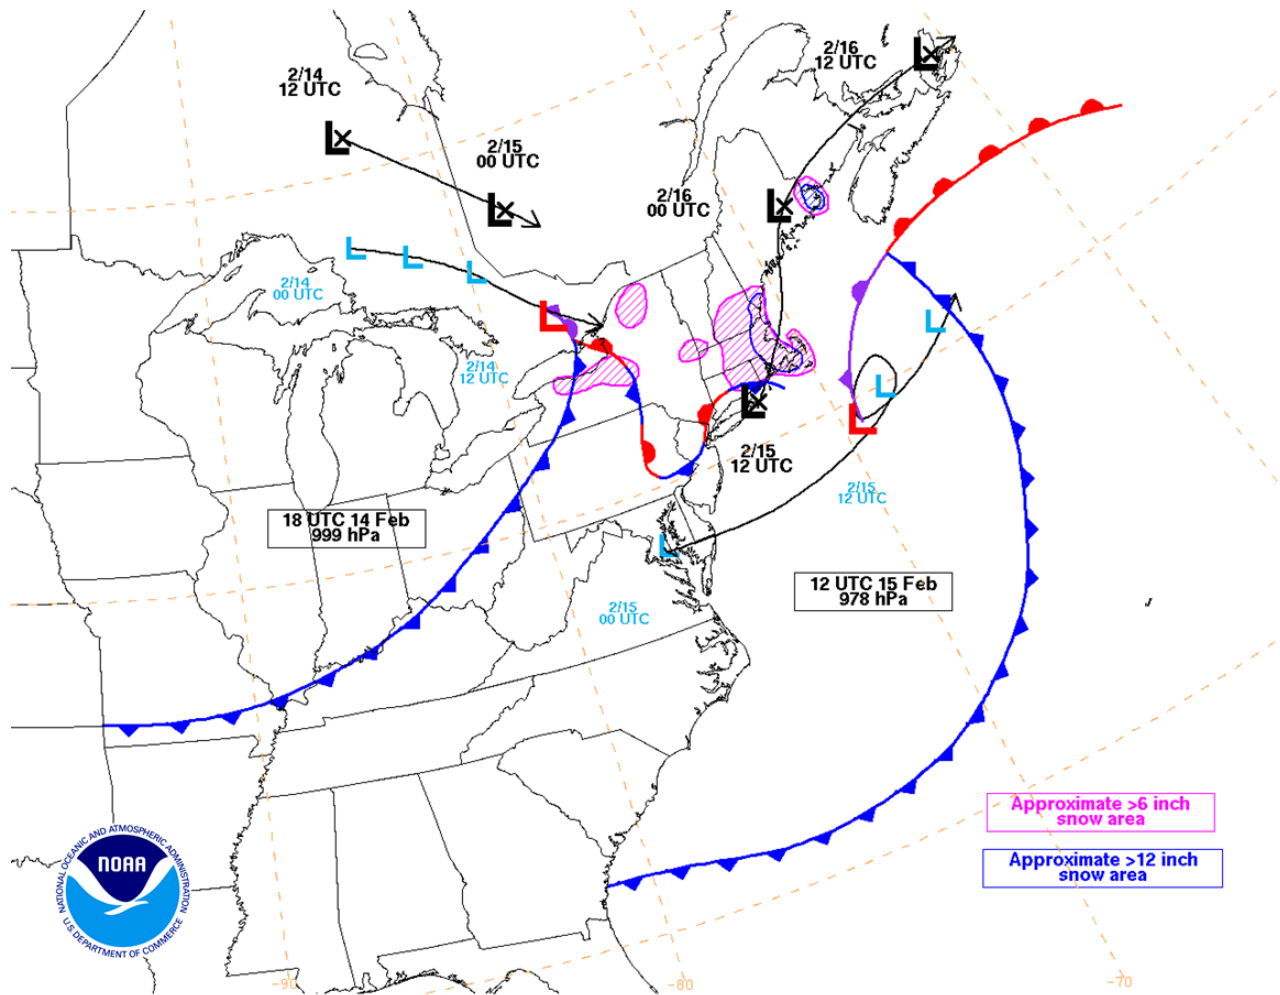 2/16
12 UTC
2/14
12 UTC
2/15
00 UTC
2/16
00 UTC
L
L
L
L
L
L
L
L
L
2/14
00 UTC
2/14
12 UTC
L
L
L
L
L
2/15
12 UTC
2/15
12 UTC
18 UTC 14 Feb
999 hPa
L
12 UTC 15 Feb
978 hPa
2/15
00 UTC
Approximate >6 inch
snow area
Approximate >12 inch
snow area
NATIONAL OCEANIC AND ATMOSPHERIC ADMINISTRATION
NOAA
U.S. DEPARTMENT OF COMMERCE
-90
-80
-70